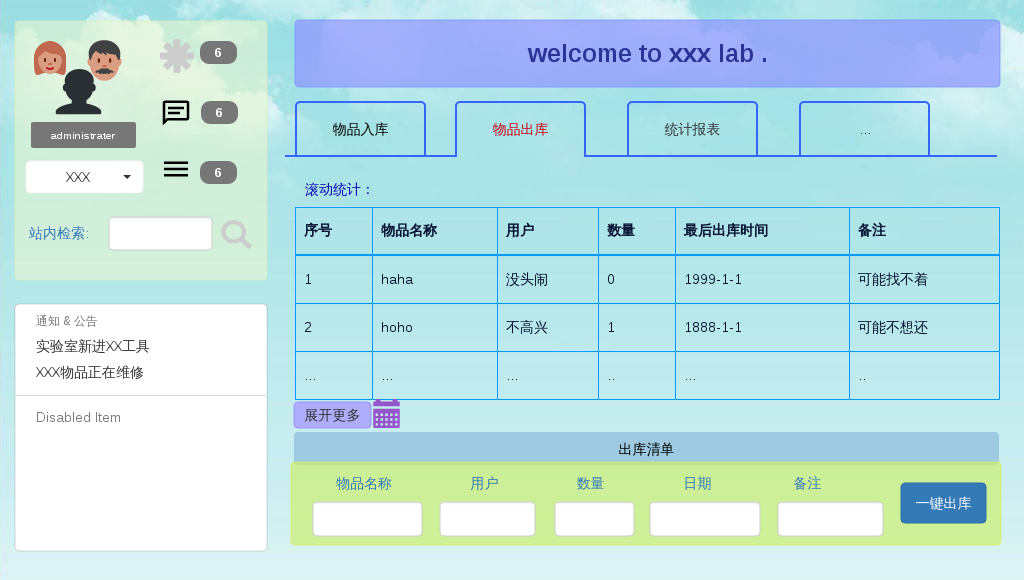 6
6
administrater
XXX
6
站内检索:
通知 & 公告
实验室新进XX工具
XXX物品正在维修
Disabled Item
welcome to xxx lab .
物品入库 物品出库 统计报表 ...
滚动统计：
序号 物品名称 用户 数量 最后出库时间 备注
1 haha 没头闹 0 1999-1-1 可能找不着
2 hoho 不高兴 1 1888-1-1 可能不想还
... ... ... .. ... ..
展开更多
出库清单
物品名称 用户 数量 日期 备注
一键出库